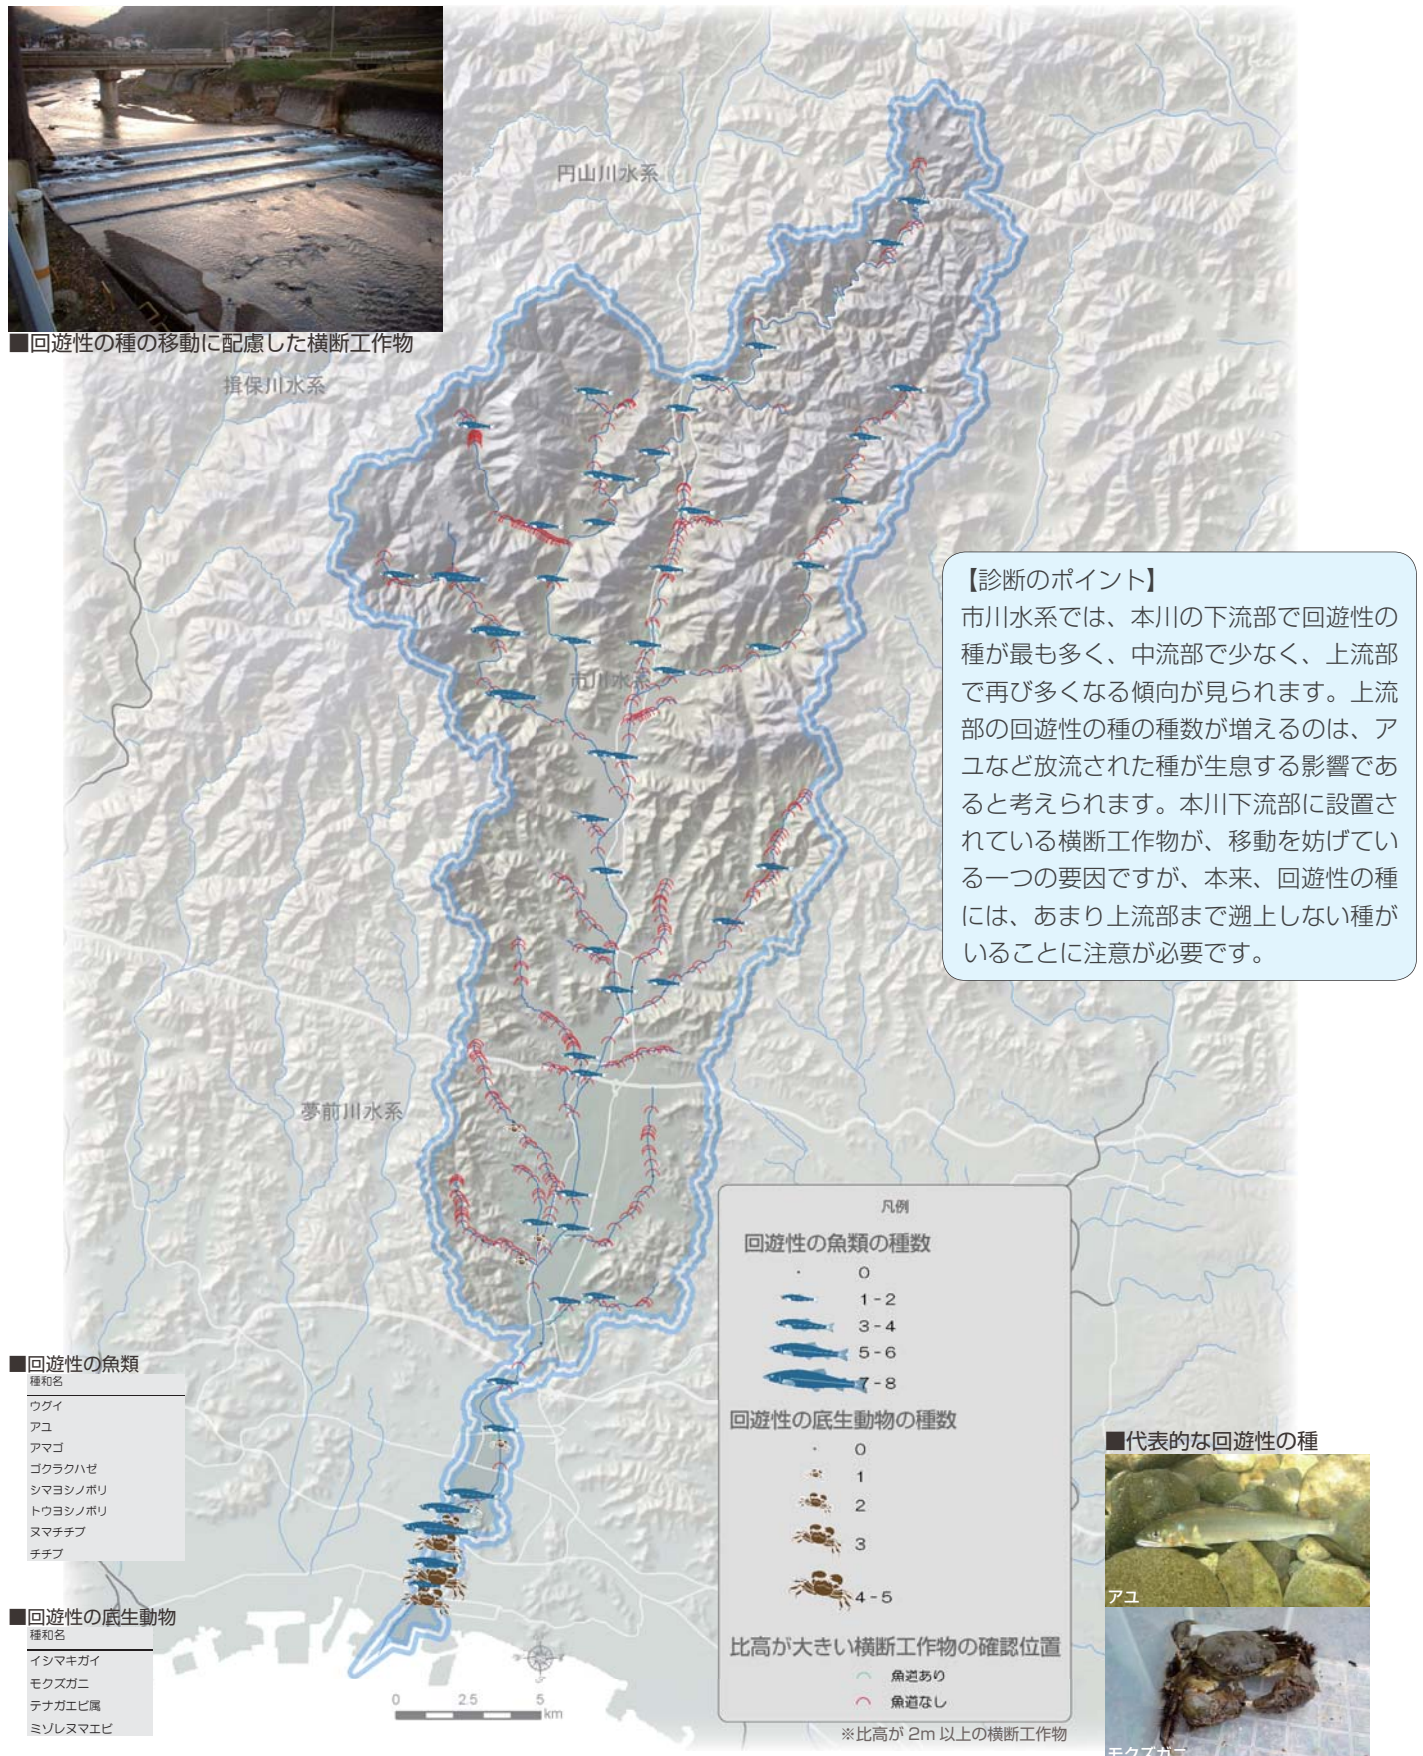 ■回遊性の種の移動に配慮した横断工作物
円山川水系
揖保川水系
市川水系
夢前川水系
【診断のポイント】
市川水系では、本川の下流部で回遊性の
種が最も多く、中流部で少なく、上流部
で再び多くなる傾向が見られます。上流
部の回遊性の種の種数が増えるのは、ア
ユなど放流された種が生息する影響であ
ると考えられます。本川下流部に設置さ
れている横断工作物が、移動を妨げてい
る一つの要因ですが、本来、回遊性の種
には、あまり上流部まで遡上しない種が
いることに注意が必要です。
凡例
回遊性の魚類の種数
0
1-2
3-4
5-6
7-8
回遊性の底生動物の種数
0
1
2
3
4-5
比高が大きい横断工作物の確認位置
魚道あり
魚道なし
※比高が 2m 以上の横断工作物
■回遊性の魚類
種和名
ウグイ
アユ
アマゴ
ゴクラクハゼ
シマヨシノボリ
トウヨシノボリ
ヌマチチブ
チチブ
■回遊性の底生動物
種和名
イシマキガイ
モクズガニ
テナガエビ属
ミゾレヌマエビ
0 2.5 5
km
■代表的な回遊性の種
アユ
モクズガニ